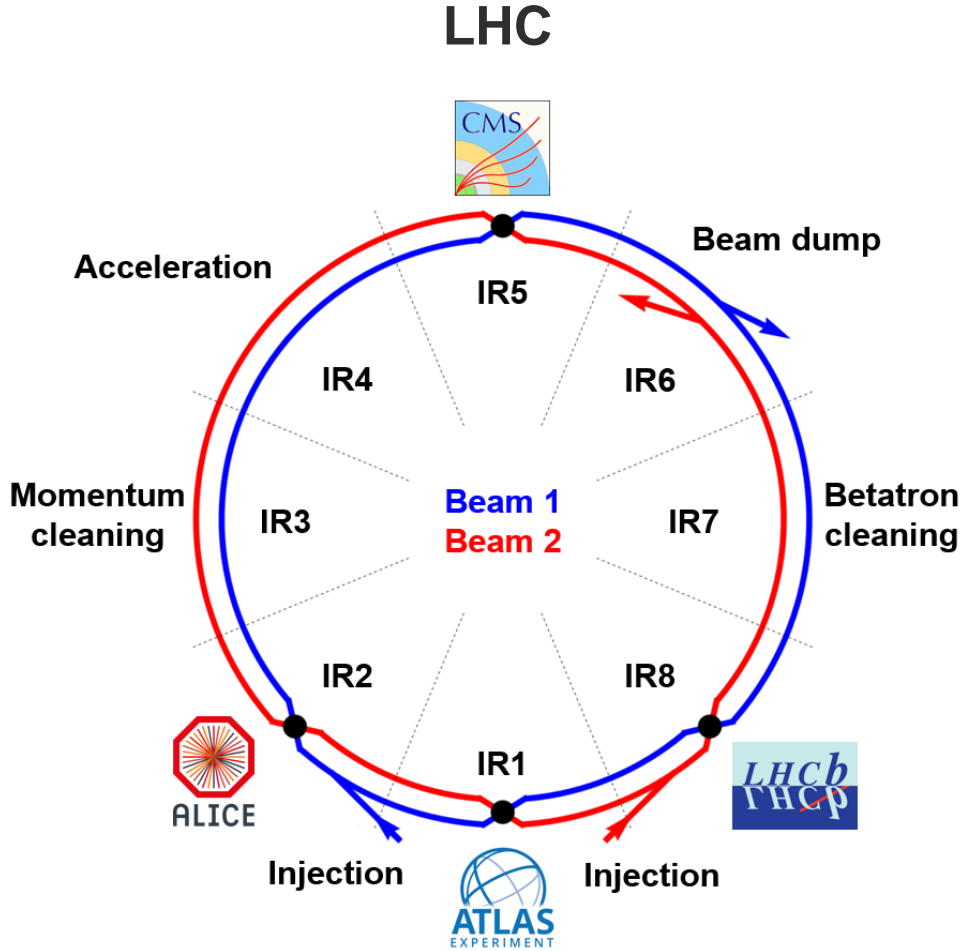 LHC
CMS
Beam dump
Acceleration
IR5
IR4
IR6
Momentum
cleaning
IR3
Beam 1
Beam 2
IR7
Betatron
cleaning
IR2
IR8
ALICE
IR1
LHCb
LHCb
Injection
ATLAS
EXPERIMENT
Injection